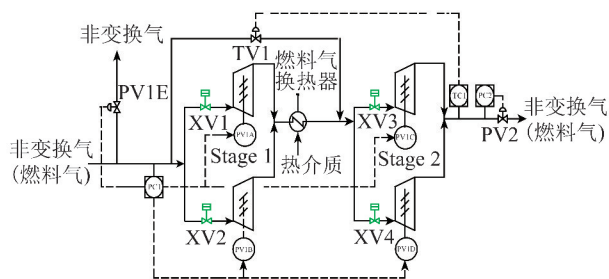 非变换气
PV1E
TV1
燃料气
换热器
XV1
PV1A
Stage 1
热介质
XV3
PV1C
Stage 2
TC1
PC2
PV2
非变换气
(燃料气)
非变换气
(燃料气)
PC1
XV2
PV1B
XV4
PV1D